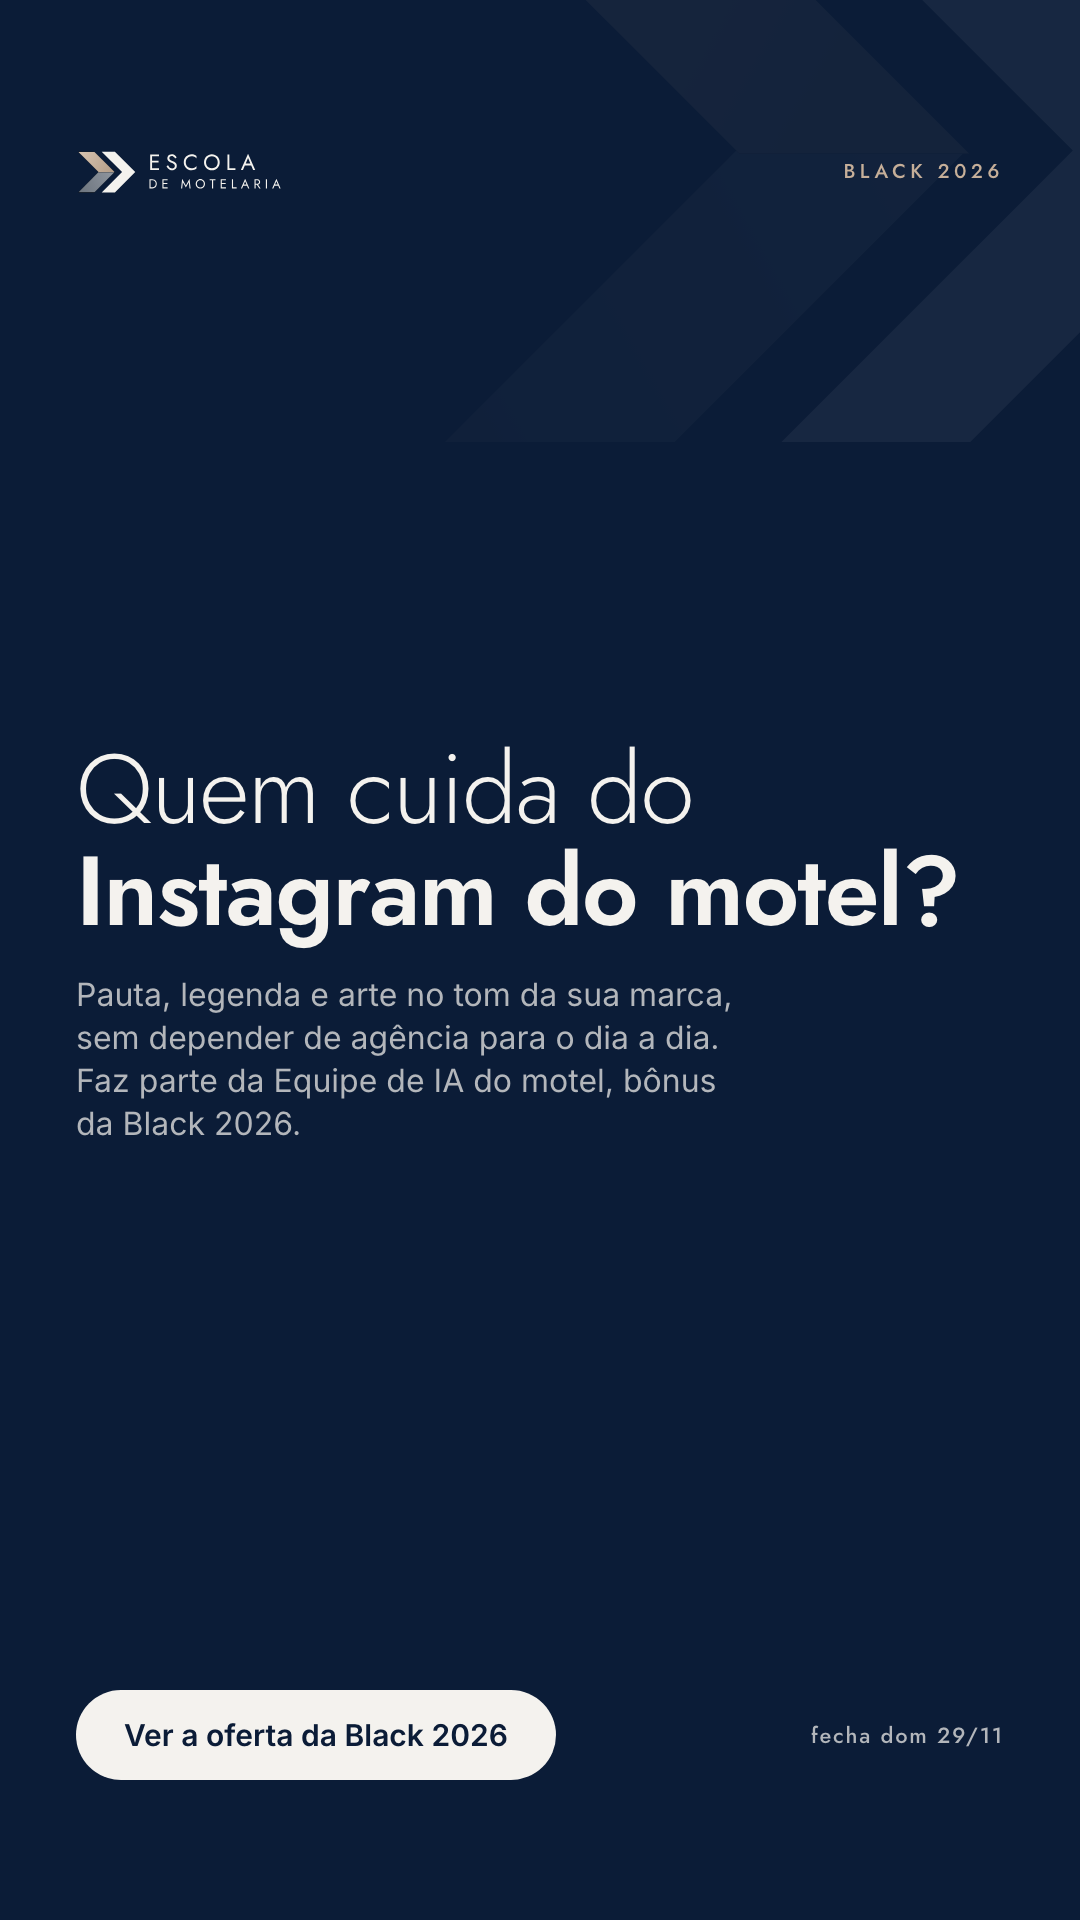 ESCOLA
DE MOTELARIA
BLACK 2026
Quem cuida do
Instagram do motel?
Pauta, legenda e arte no tom da sua marca,
sem depender de agência para o dia a dia.
Faz parte da Equipe de IA do motel, bônus
da Black 2026.
Ver a oferta da Black 2026
fecha dom 29/11